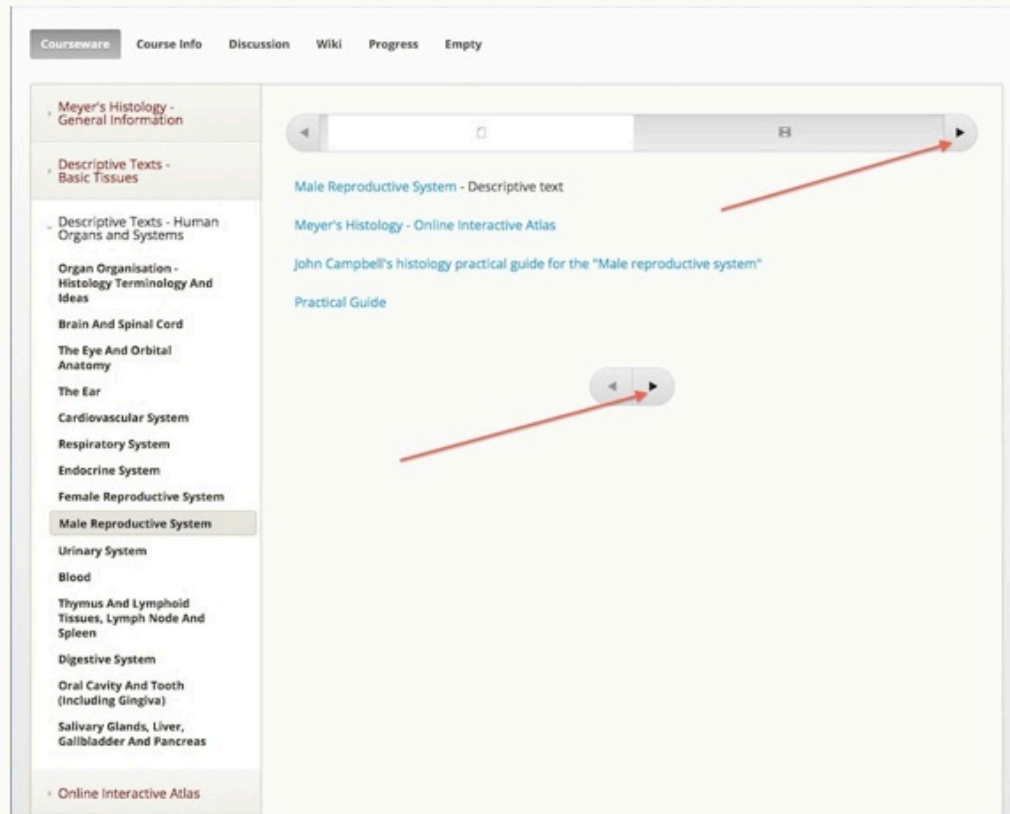 Courseware Course Info Discussion Wiki Progress Empty
Meyer's Histology -
General Information
Descriptive Texts -
Basic Tissues
Descriptive Texts - Human
Organs and Systems
Organ Organisation -
Histology Terminology And
Ideas
Brain And Spinal Cord
The Eye And Orbital
Anatomy
The Ear
Cardiovascular System
Respiratory System
Endocrine System
Female Reproductive System
Male Reproductive System
Urinary System
Blood
Thymus And Lymphoid
Tissues, Lymph Node And
Spleen
Digestive System
Oral Cavity And Tooth
(Including Gingiva)
Salivary Glands, Liver,
Gallbladder And Pancreas
Online Interactive Atlas
Male Reproductive System - Descriptive text
Meyer's Histology - Online Interactive Atlas
John Campbell's histology practical guide for the "Male reproductive system"
Practical Guide